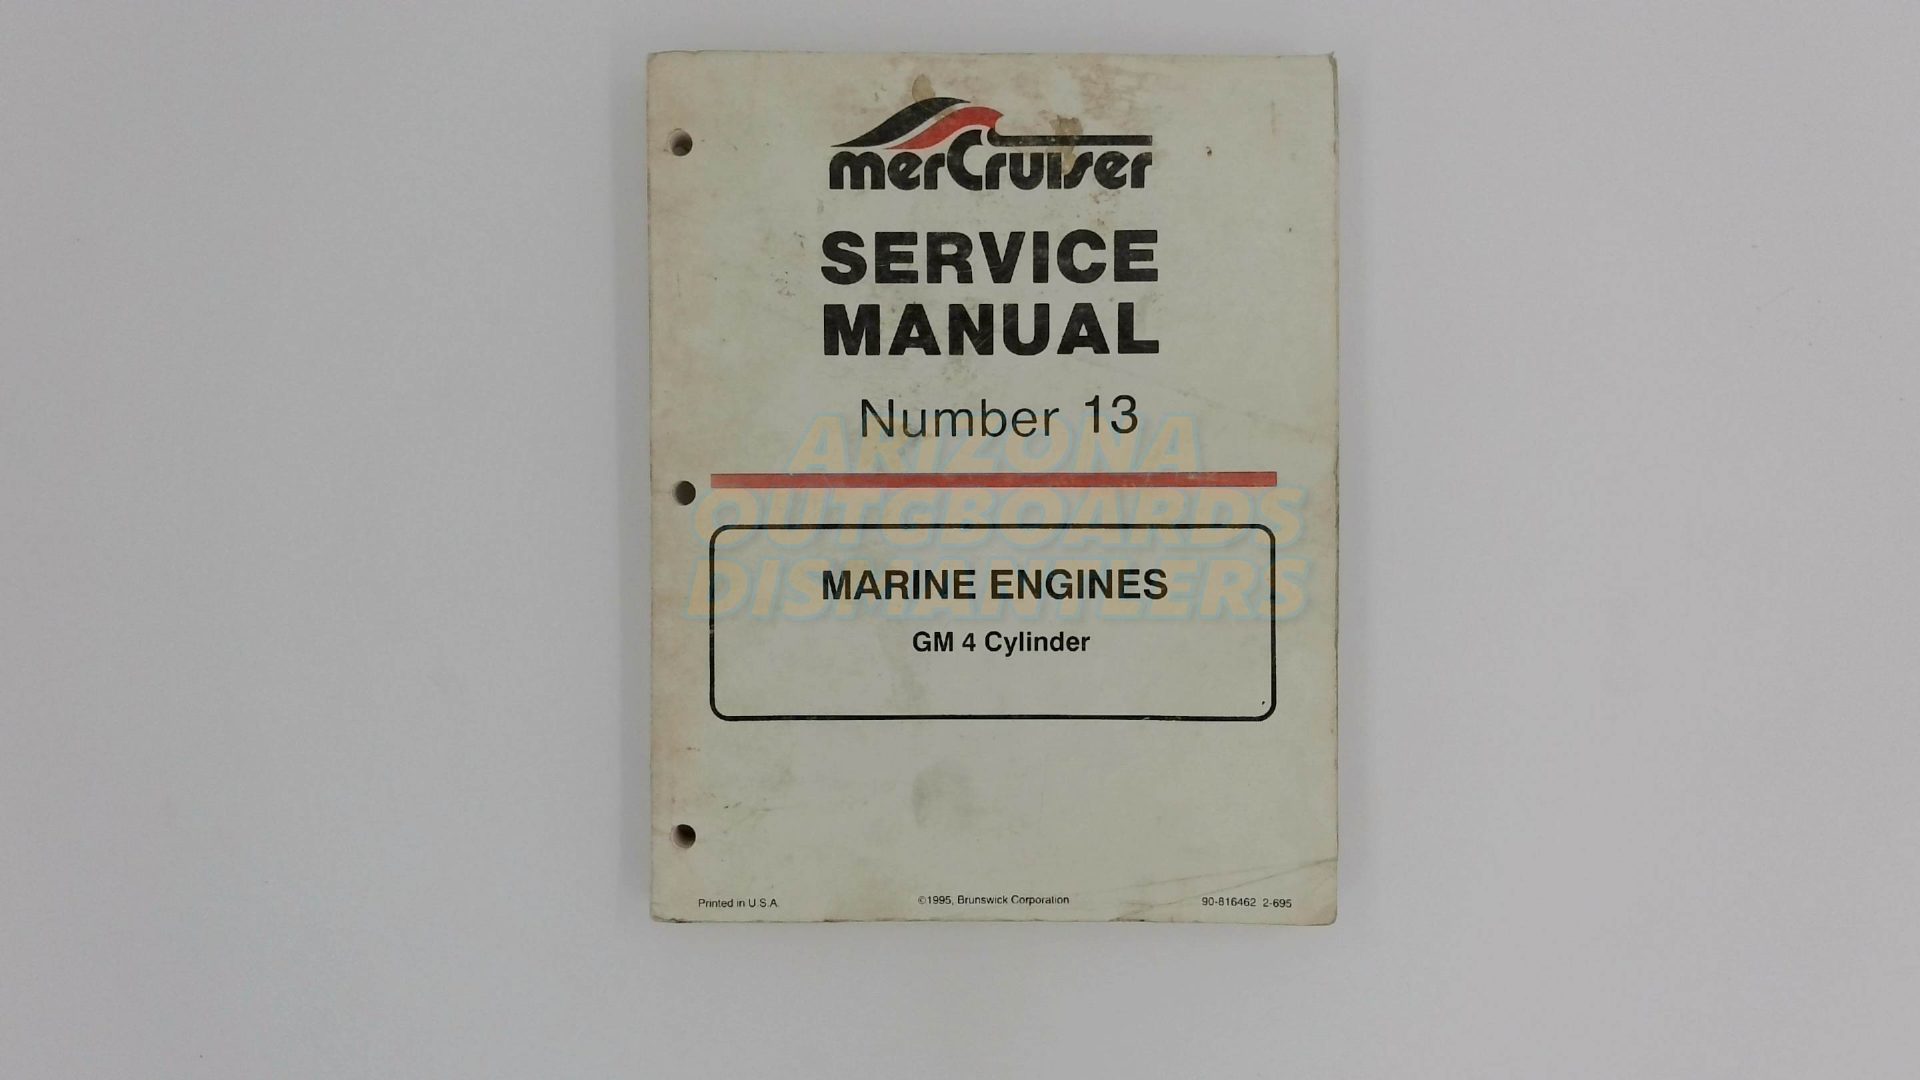 merCruiser
SERVICE
MANUAL
Number 13
ARIZONA
OUTGBOARDS
DISMANTLERS
MARINE ENGINES
GM 4 Cylinder
Printed in U.S.A.
©1995, Brunswick Corporation
90-816462 2-695